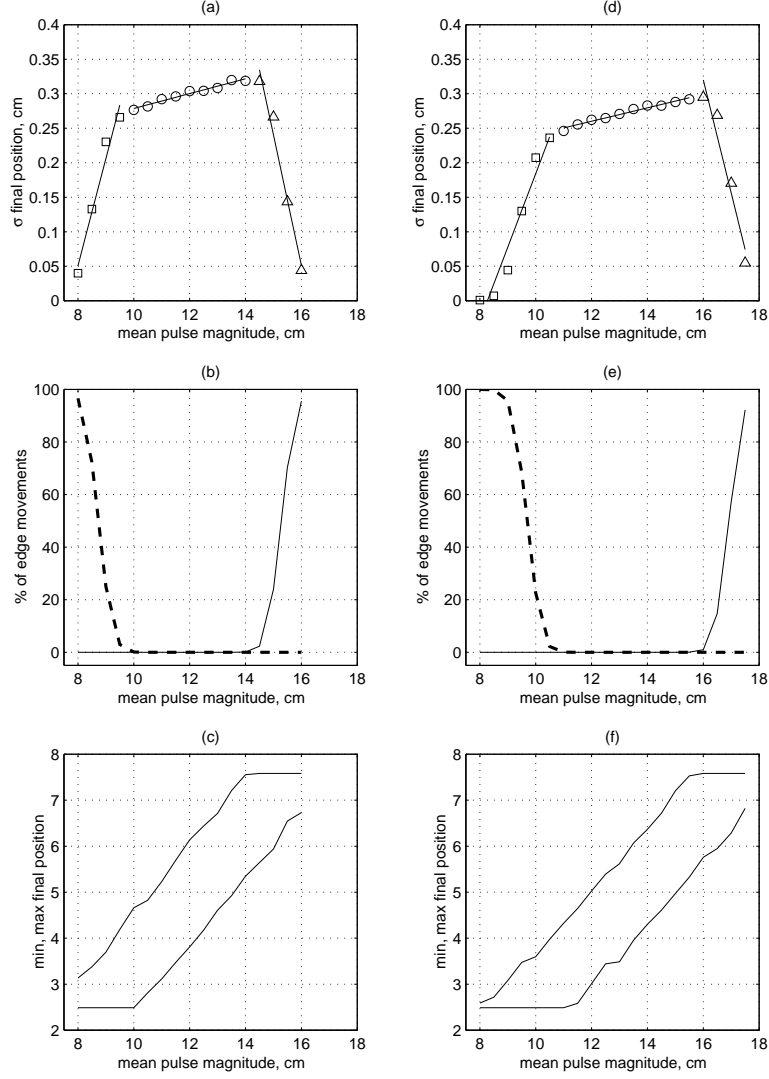 (a)
0.4
0.35
0.3
0.25
0.2
0.15
0.1
0.05
0
σ final position, cm
8 10 12 14 16 18
mean pulse magnitude, cm
(d)
0.4
0.35
0.3
0.25
0.2
0.15
0.1
0.05
0
σ final position, cm
8 10 12 14 16 18
mean pulse magnitude, cm
(b)
100
80
60
40
20
0
% of edge movements
8 10 12 14 16 18
mean pulse magnitude, cm
(e)
100
80
60
40
20
0
% of edge movements
8 10 12 14 16 18
mean pulse magnitude, cm
(c)
8
7
6
5
4
3
2
min, max final position
8 10 12 14 16 18
mean pulse magnitude, cm
(f)
8
7
6
5
4
3
2
min, max final position
8 10 12 14 16 18
mean pulse magnitude, cm